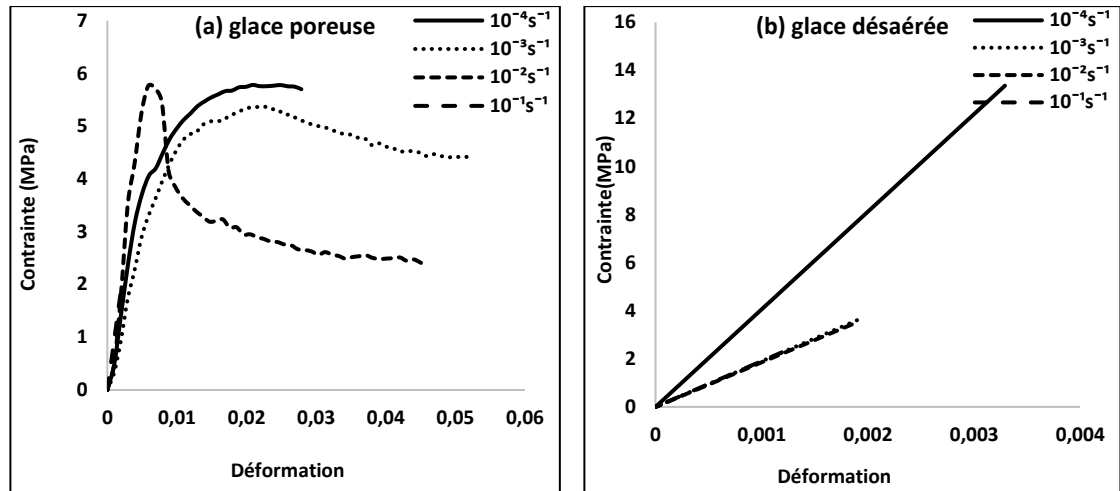 (a) glace poreuse
10⁻⁴s⁻¹
10⁻³s⁻¹
10⁻²s⁻¹
10⁻¹s⁻¹
7
6
5
4
3
2
1
0
Contrainte (MPa)
0
0,01
0,02
0,03
0,04
0,05
0,06
Déformation
(b) glace désaérée
10⁻⁴s⁻¹
10⁻³s⁻¹
10⁻²s⁻¹
10⁻¹s⁻¹
16
14
12
10
8
6
4
2
0
Contrainte(MPa)
0
0,001
0,002
0,003
0,004
Déformation